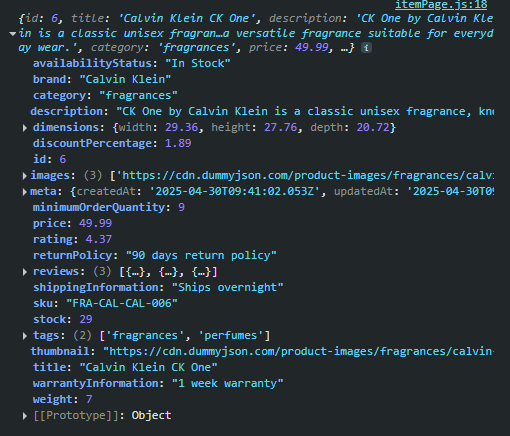 itemPage.js:18
{id: 6, title: 'Calvin Klein CK One', description: 'CK One by Calvin Kle
in is a classic unisex fragran…a versatile fragrance suitable for everyd
ay wear.', category: 'fragrances', price: 49.99, …} i
availabilityStatus: "In Stock"
brand: "Calvin Klein"
category: "fragrances"
description: "CK One by Calvin Klein is a classic unisex fragrance, kno
dimensions: {width: 29.36, height: 27.76, depth: 20.72}
discountPercentage: 1.89
id: 6
images: (3) ['https://cdn.dummyjson.com/product-images/fragrances/calvi
meta: {createdAt: '2025-04-30T09:41:02.053Z', updatedAt: '2025-04-30T09
minimumOrderQuantity: 9
price: 49.99
rating: 4.37
returnPolicy: "90 days return policy"
reviews: (3) [{…}, {…}, {…}]
shippingInformation: "Ships overnight"
sku: "FRA-CAL-CAL-006"
stock: 29
tags: (2) ['fragrances', 'perfumes']
thumbnail: "https://cdn.dummyjson.com/product-images/fragrances/calvin-
title: "Calvin Klein CK One"
warrantyInformation: "1 week warranty"
weight: 7
[[Prototype]]: Object